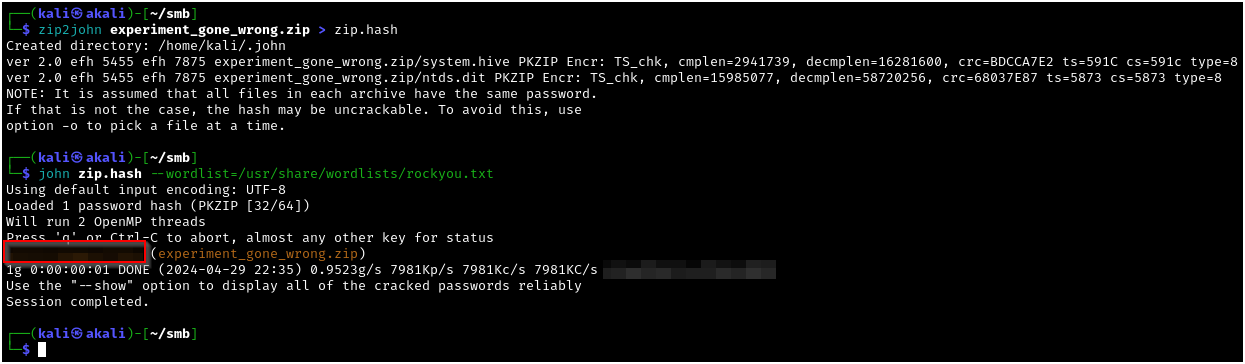 ┌──(kali㉿akali)-[~/smb]
└─$ zip2john experiment_gone_wrong.zip > zip.hash
Created directory: /home/kali/.john
ver 2.0 efh 5455 efh 7875 experiment_gone_wrong.zip/system.hive PKZIP Encr: TS_chk, cmplen=2941739, decmplen=16281600, crc=BDCCA7E2 ts=591C cs=591c type=8
ver 2.0 efh 5455 efh 7875 experiment_gone_wrong.zip/ntds.dit PKZIP Encr: TS_chk, cmplen=15985077, decmplen=58720256, crc=68037E87 ts=5873 cs=5873 type=8
NOTE: It is assumed that all files in each archive have the same password.
If that is not the case, the hash may be uncrackable. To avoid this, use
option -o to pick a file at a time.
┌──(kali㉿akali)-[~/smb]
└─$ john zip.hash --wordlist=/usr/share/wordlists/rockyou.txt
Using default input encoding: UTF-8
Loaded 1 password hash (PKZIP [32/64])
Will run 2 OpenMP threads
Press 'q' or Ctrl-C to abort, almost any other key for status
(experiment_gone_wrong.zip)
1g 0:00:00:01 DONE (2024-04-29 22:35) 0.9523g/s 7981Kp/s 7981Kc/s 7981KC/s
Use the "--show" option to display all of the cracked passwords reliably
Session completed.
┌──(kali㉿akali)-[~/smb]
└─$